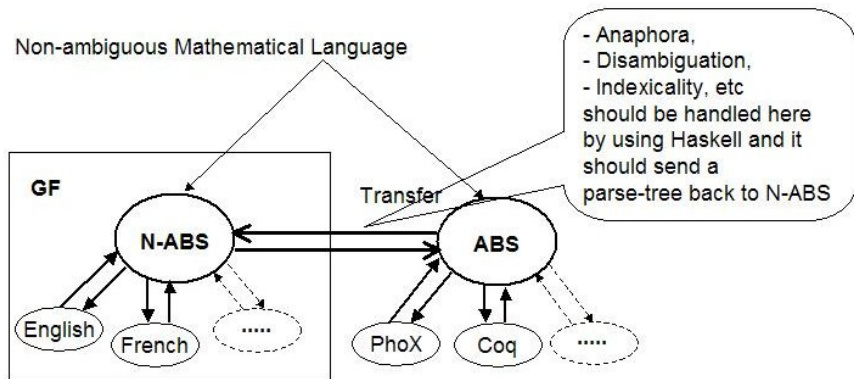 Non-ambiguous Mathematical Language
- Anaphora,
- Disambiguation,
- Indexicality, etc
should be handled here
by using Haskell and it
should send a
parse-tree back to N-ABS
GF
Transfer
N-ABS
ABS
English
French
.....
PhoX
Coq
.....